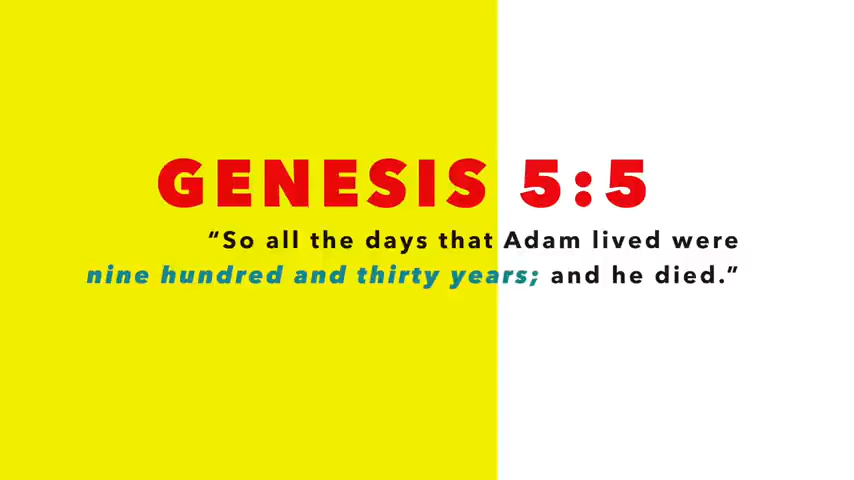 GENESIS 5:5
“So all the days that Adam lived were
nine hundred and thirty years; and he died.”